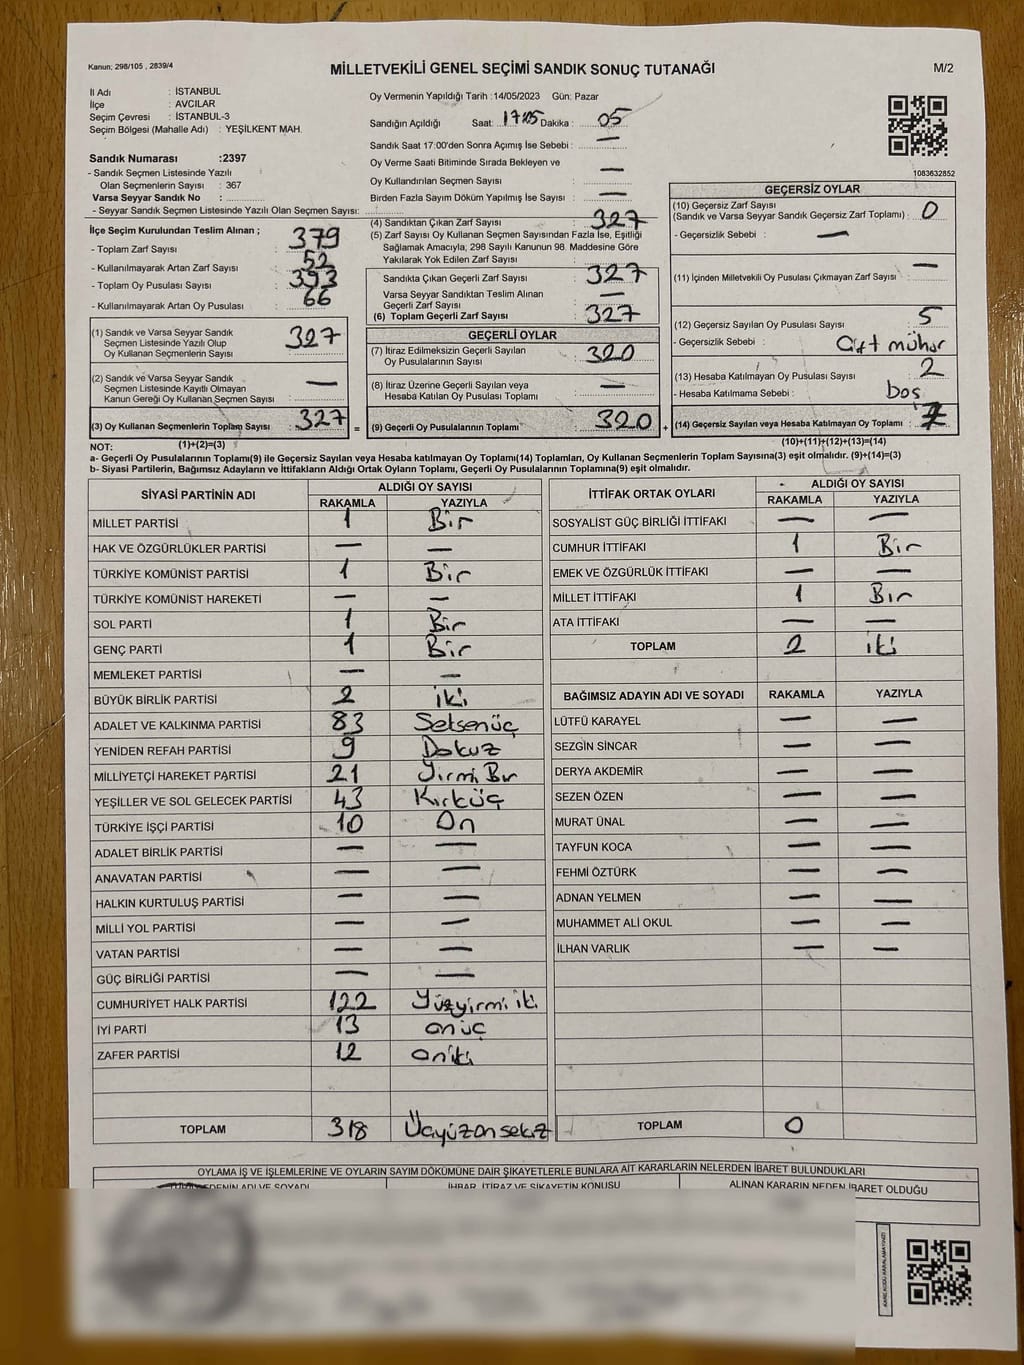 Kanun: 298/105 , 2839/4
MİLLETVEKİLİ GENEL SEÇİMİ SANDIK SONUÇ TUTANAĞI
M/2
İl Adı : İSTANBUL
İlçe : AVCILAR
Seçim Çevresi : İSTANBUL-3
Seçim Bölgesi (Mahalle Adı) : YEŞİLKENT MAH.
Oy Vermenin Yapıldığı Tarih : 14/05/2023 Gün: Pazar
Sandığın Açıldığı Saat: Dakika : 05
Sandık Saat 17:00'den Sonra Açımış İse Sebebi : —
Oy Verme Saati Bitiminde Sırada Bekleyen ve
Oy Kullandırılan Seçmen Sayısı : —
Birden Fazla Sayım Döküm Yapılmış İse Sayısı : —
1083632852
Sandık Numarası :2397
- Sandık Seçmen Listesinde Yazılı
Olan Seçmenlerin Sayısı : 367
Varsa Seyyar Sandık No :
- Seyyar Sandık Seçmen Listesinde Yazılı Olan Seçmen Sayısı:
İlçe Seçim Kurulundan Teslim Alınan ;
- Toplam Zarf Sayısı : 379
- Kullanılmayarak Artan Zarf Sayısı : 52
- Toplam Oy Pusulası Sayısı : 393
- Kullanılmayarak Artan Oy Pusulası : 66
(1) Sandık ve Varsa Seyyar Sandık
Seçmen Listesinde Yazılı Olup
Oy Kullanan Seçmenlerin Sayısı : 327
(2) Sandık ve Varsa Seyyar Sandık
Seçmen Listesinde Kayıtlı Olmayan
Kanun Gereği Oy Kullanan Seçmen Sayısı : —
(3) Oy Kullanan Seçmenlerin Toplam Sayısı : 327
(1)+(2)=(3)
(4) Sandıktan Çıkan Zarf Sayısı : 327
(5) Zarf Sayısı Oy Kullanan Seçmen Sayısından Fazla İse, Eşitliği
Sağlamak Amacıyla, 298 Sayılı Kanunun 98. Maddesine Göre
Yakılarak Yok Edilen Zarf Sayısı :
Sandıkta Çıkan Geçerli Zarf Sayısı : 327
Varsa Seyyar Sandıktan Teslim Alınan
Geçerli Zarf Sayısı : —
(6) Toplam Geçerli Zarf Sayısı : 327
GEÇERLİ OYLAR
(7) İtiraz Edilmeksizin Geçerli Sayılan
Oy Pusulalarının Sayısı : 320
(8) İtiraz Üzerine Geçerli Sayılan veya
Hesaba Katılan Oy Pusulası Toplamı : —
= (9) Geçerli Oy Pusulalarının Toplamı : 320 +
GEÇERSİZ OYLAR
(10) Geçersiz Zarf Sayısı
(Sandık ve Varsa Seyyar Sandık Geçersiz Zarf Toplamı) : 0
- Geçersizlik Sebebi : —
(11) İçinden Milletvekili Oy Pusulası Çıkmayan Zarf Sayısı : —
(12) Geçersiz Sayılan Oy Pusulası Sayısı : 5
- Geçersizlik Sebebi : Çift mühür
(13) Hesaba Katılmayan Oy Pusulası Sayısı : 2
- Hesaba Katılmama Sebebi : boş
(14) Geçersiz Sayılan veya Hesaba Katılmayan Oy Toplamı : 7
(10)+(11)+(12)+(13)=(14)
NOT:
a- Geçerli Oy Pusulalarının Toplamı(9) ile Geçersiz Sayılan veya Hesaba katılmayan Oy Toplamı(14) Toplamları, Oy Kullanan Seçmenlerin Toplam Sayısına(3) eşit olmalıdır. (9)+(14)=(3)
b- Siyasi Partilerin, Bağımsız Adayların ve İttifakların Aldığı Ortak Oyların Toplamı, Geçerli Oy Pusulalarının Toplamına(9) eşit olmalıdır.
SİYASİ PARTİNİN ADI ALDIĞI OY SAYISI
RAKAMLA YAZIYLA
MİLLET PARTİSİ 1 Bir
HAK VE ÖZGÜRLÜKLER PARTİSİ — —
TÜRKİYE KOMÜNİST PARTİSİ 1 Bir
TÜRKİYE KOMÜNİST HAREKETİ — —
SOL PARTİ 1 Bir
GENÇ PARTİ 1 Bir
MEMLEKET PARTİSİ — —
BÜYÜK BİRLİK PARTİSİ 2 iki
ADALET VE KALKINMA PARTİSİ 83 Seksenüç
YENİDEN REFAH PARTİSİ 9 Dokuz
MİLLİYETÇİ HAREKET PARTİSİ 21 Yirmi Bir
YEŞİLLER VE SOL GELECEK PARTİSİ 43 Kırküç
TÜRKİYE İŞÇİ PARTİSİ 10 On
ADALET BİRLİK PARTİSİ — —
ANAVATAN PARTİSİ — —
HALKIN KURTULUŞ PARTİSİ — —
MİLLİ YOL PARTİSİ — —
VATAN PARTİSİ — —
GÜÇ BİRLİĞİ PARTİSİ — —
CUMHURİYET HALK PARTİSİ 122 Yüzyirmi iki
İYİ PARTİ 13 onüç
ZAFER PARTİSİ 12 oniki
TOPLAM 318 Üçyüzonsekiz
İTTİFAK ORTAK OYLARI ALDIĞI OY SAYISI
RAKAMLA YAZIYLA
SOSYALİST GÜÇ BİRLİĞİ İTTİFAKI — —
CUMHUR İTTİFAKI 1 Bir
EMEK VE ÖZGÜRLÜK İTTİFAKI — —
MİLLET İTTİFAKI 1 Bir
ATA İTTİFAKI — —
TOPLAM 2 iki
BAĞIMSIZ ADAYIN ADI VE SOYADI RAKAMLA YAZIYLA
LÜTFÜ KARAYEL — —
SEZGİN SİNCAR — —
DERYA AKDEMİR — —
SEZEN ÖZEN — —
MURAT ÜNAL — —
TAYFUN KOCA — —
FEHMİ ÖZTÜRK — —
ADNAN YELMEN — —
MUHAMMET ALİ OKUL — —
İLHAN VARLIK — —
TOPLAM 0
OYLAMA İŞ VE İŞLEMLERİNE VE OYLARIN SAYIM DÖKÜMÜNE DAİR ŞİKAYETLERLE BUNLARA AİT KARARLARIN NELERDEN İBARET BULUNDUKLARI
İHBAR, İTİRAZ VE ŞİKAYETİN KONUSU
ALINAN KARARIN NEDEN İBARET OLDUĞU
KAREKODU KARALAMAYINIZ!